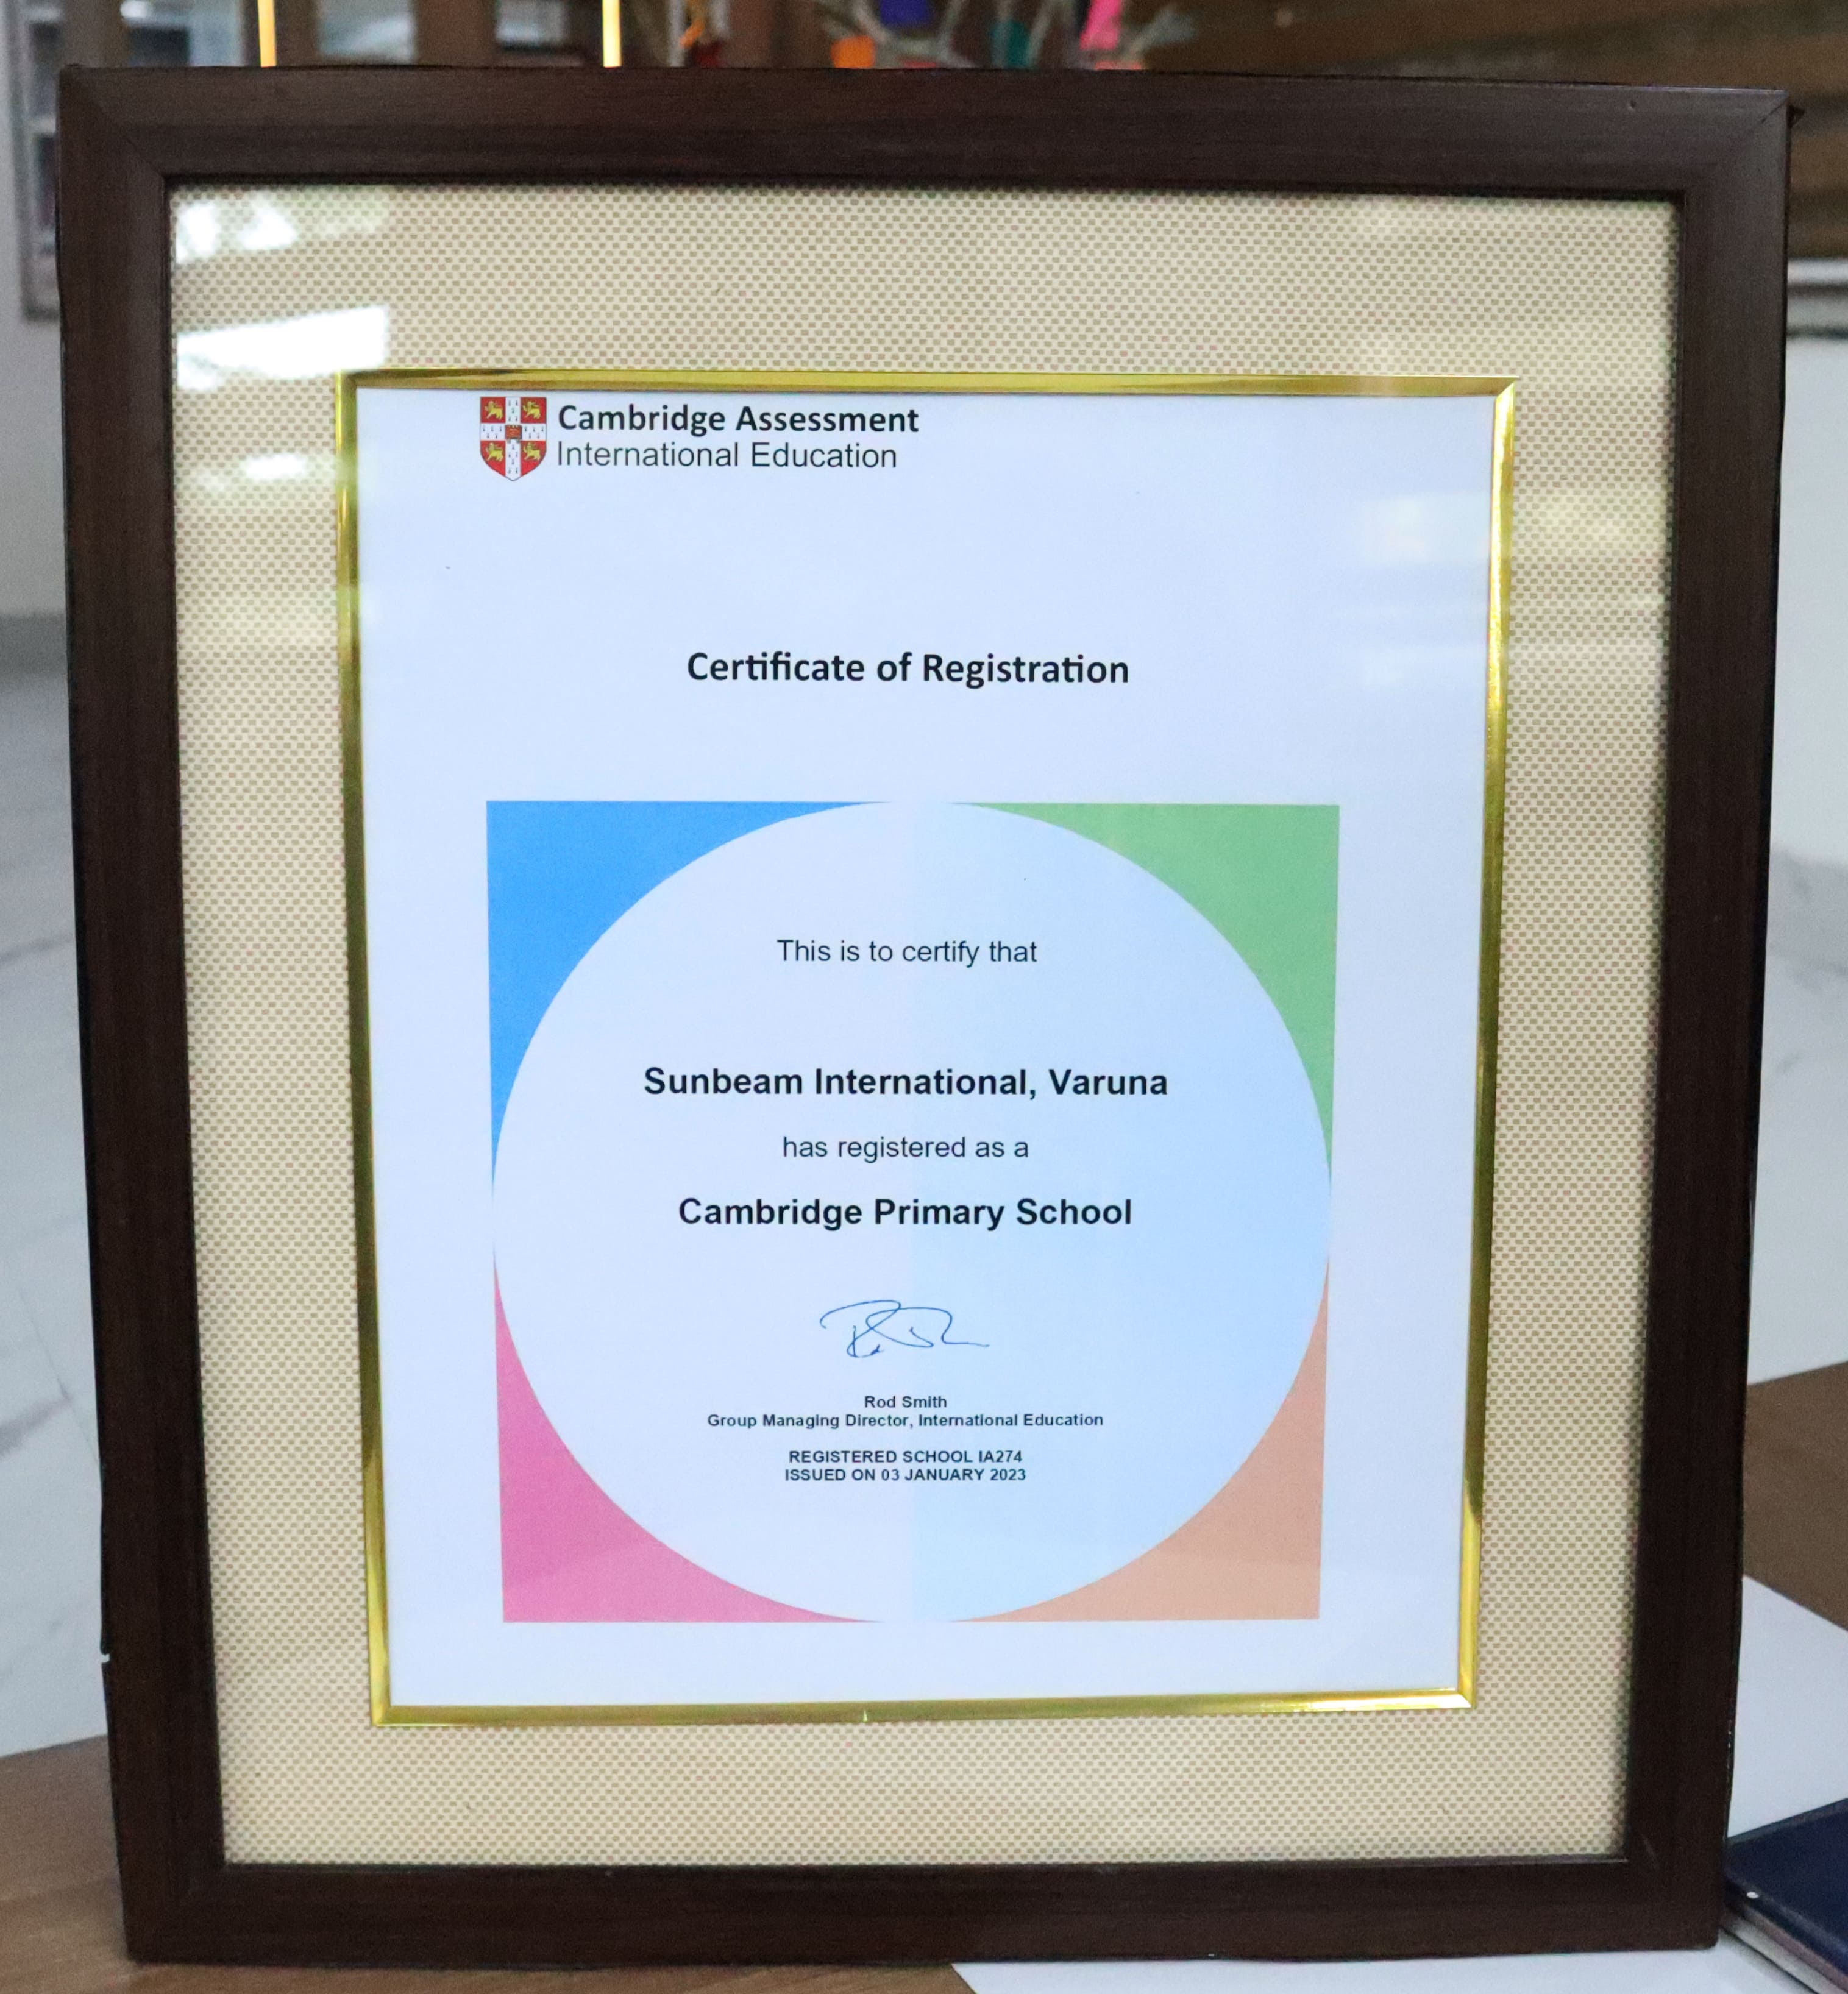 Cambridge Assessment
International Education
Certificate of Registration
This is to certify that
Sunbeam International, Varuna
has registered as a
Cambridge Primary School
Rod Smith
Group Managing Director, International Education
REGISTERED SCHOOL IA274
ISSUED ON 03 JANUARY 2023